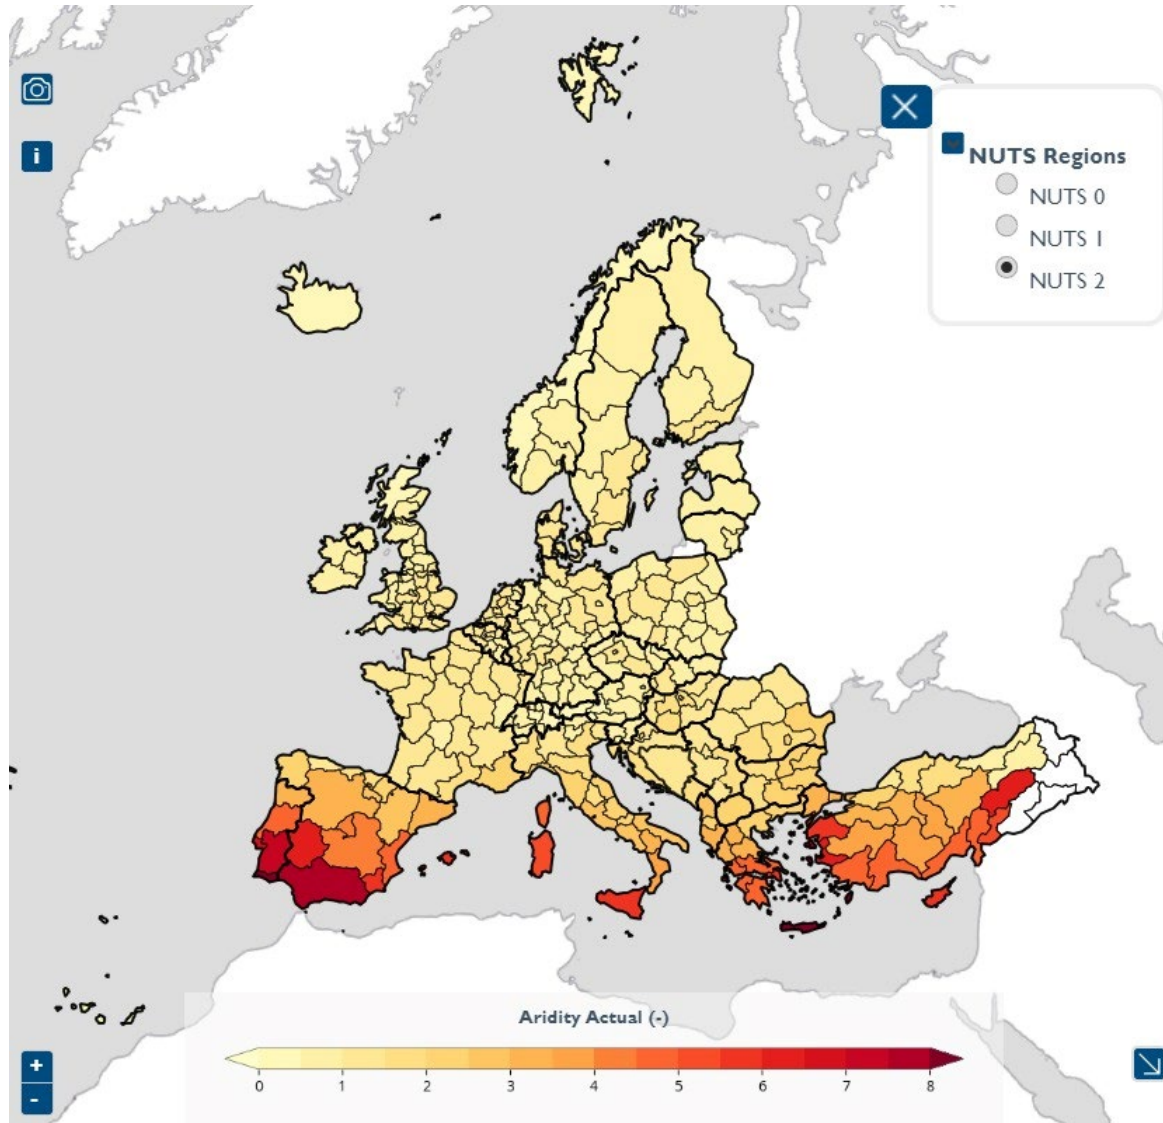 i
NUTS Regions
NUTS 0
NUTS 1
NUTS 2
Aridity Actual (-)
0 1 2 3 4 5 6 7 8
+
-